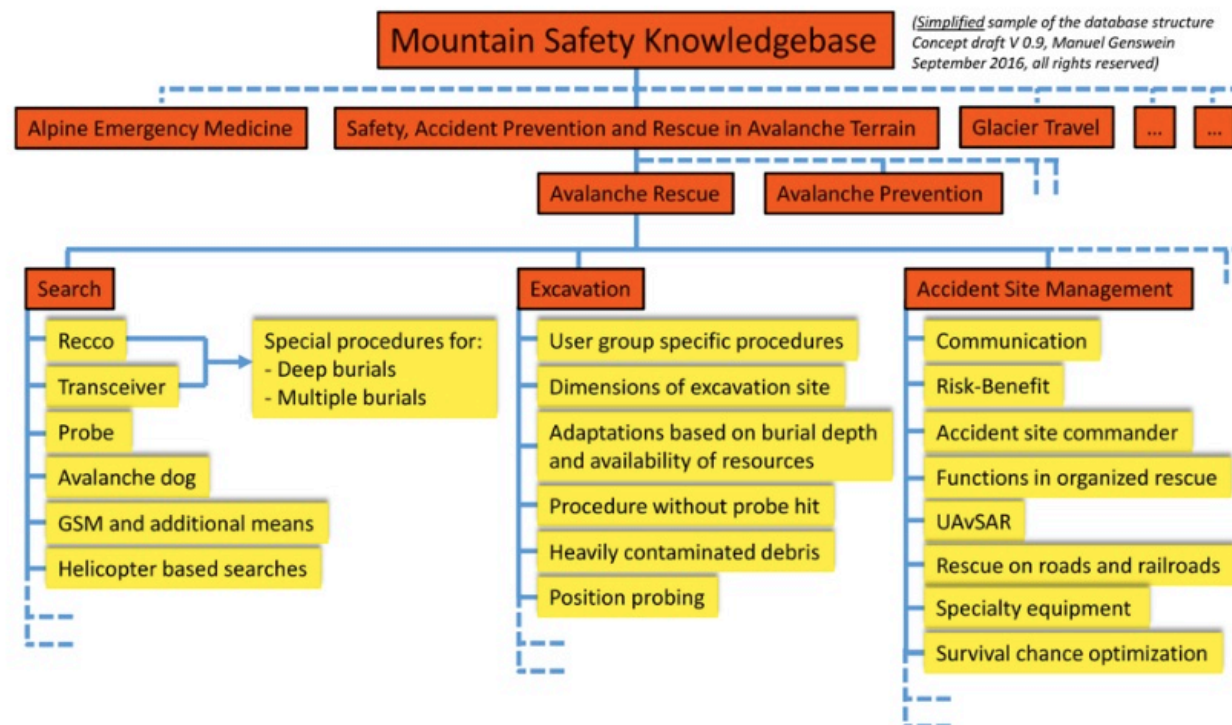 Mountain Safety Knowledgebase
(Simplified sample of the database structure
Concept draft V 0.9, Manuel Genswein
September 2016, all rights reserved)
Alpine Emergency Medicine
Safety, Accident Prevention and Rescue in Avalanche Terrain
Glacier Travel
...
...
Avalanche Rescue
Avalanche Prevention
Search
Recco
Transceiver
Probe
Avalanche dog
GSM and additional means
Helicopter based searches
Special procedures for:
- Deep burials
- Multiple burials
Excavation
User group specific procedures
Dimensions of excavation site
Adaptations based on burial depth
and availability of resources
Procedure without probe hit
Heavily contaminated debris
Position probing
Accident Site Management
Communication
Risk-Benefit
Accident site commander
Functions in organized rescue
UAvSAR
Rescue on roads and railroads
Specialty equipment
Survival chance optimization